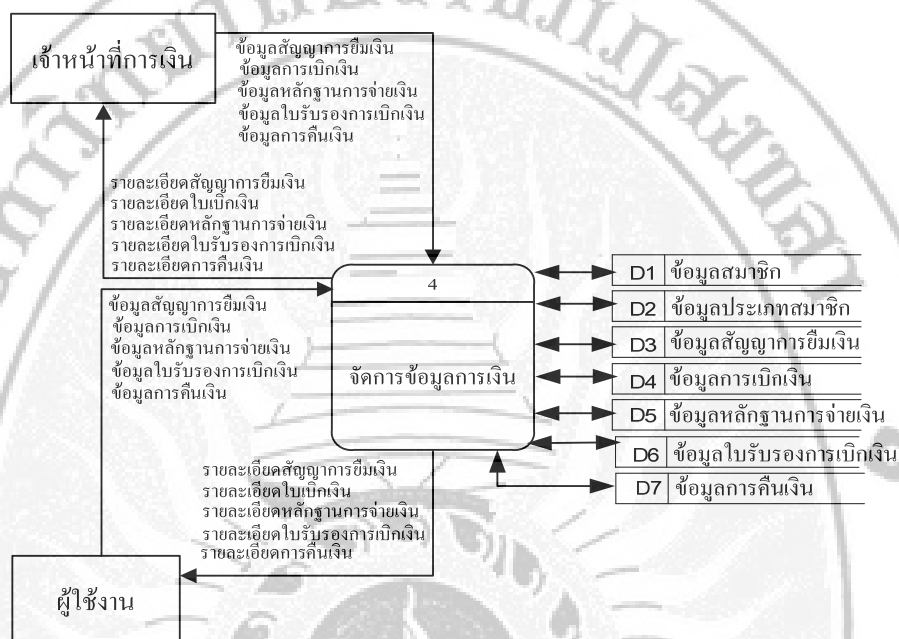 เจ้าหน้าที่การเงิน
ข้อมูลสัญญาการยืมเงิน
ข้อมูลการเบิกเงิน
ข้อมูลหลักฐานการจ่ายเงิน
ข้อมูลใบรับรองการเบิกเงิน
ข้อมูลการคืนเงิน
รายละเอียดสัญญาการยืมเงิน
รายละเอียดใบเบิกเงิน
รายละเอียดหลักฐานการจ่ายเงิน
รายละเอียดใบรับรองการเบิกเงิน
รายละเอียดการคืนเงิน
4
จัดการข้อมูลการเงิน
D1 ข้อมูลสมาชิก
D2 ข้อมูลประเภทสมาชิก
D3 ข้อมูลสัญญาการยืมเงิน
D4 ข้อมูลการเบิกเงิน
D5 ข้อมูลหลักฐานการจ่ายเงิน
D6 ข้อมูลใบรับรองการเบิกเงิน
D7 ข้อมูลการคืนเงิน
ข้อมูลสัญญาการยืมเงิน
ข้อมูลการเบิกเงิน
ข้อมูลหลักฐานการจ่ายเงิน
ข้อมูลใบรับรองการเบิกเงิน
ข้อมูลการคืนเงิน
รายละเอียดสัญญาการยืมเงิน
รายละเอียดใบเบิกเงิน
รายละเอียดหลักฐานการจ่ายเงิน
รายละเอียดใบรับรองการเบิกเงิน
รายละเอียดการคืนเงิน
ผู้ใช้งาน